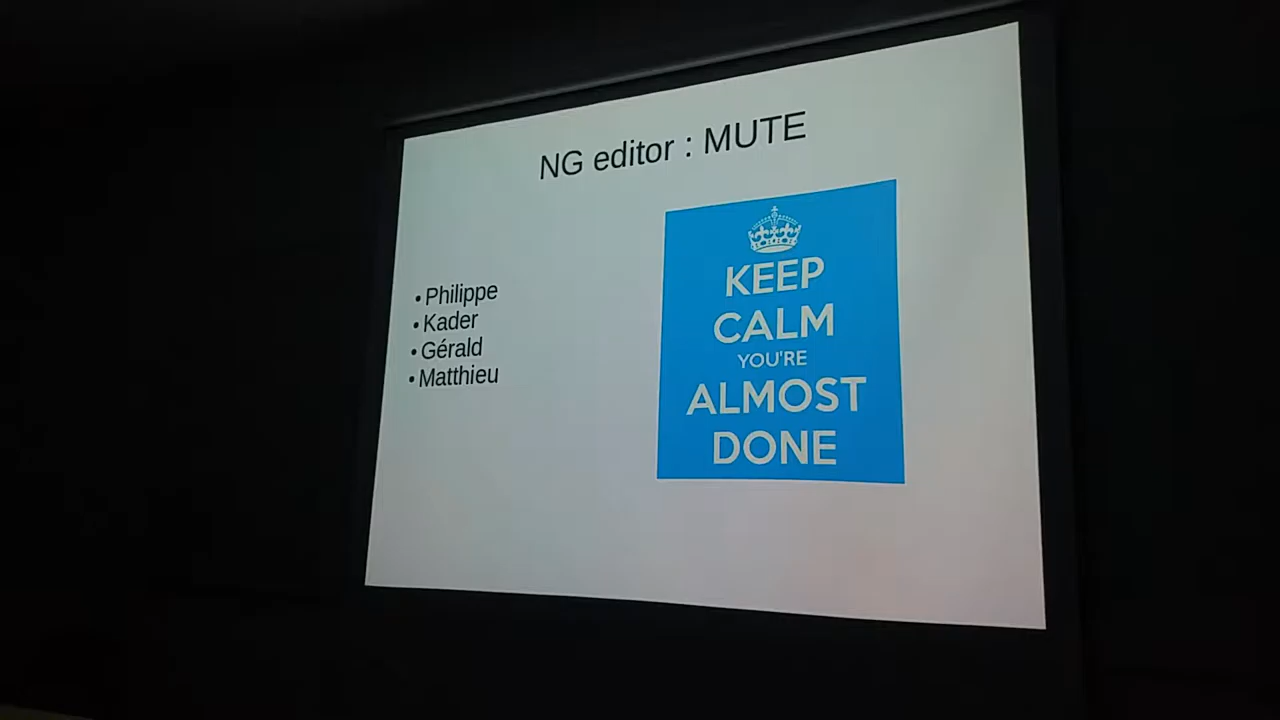 NG editor : MUTE
• Philippe
• Kader
• Gérald
• Matthieu
KEEP
CALM
YOU'RE
ALMOST
DONE